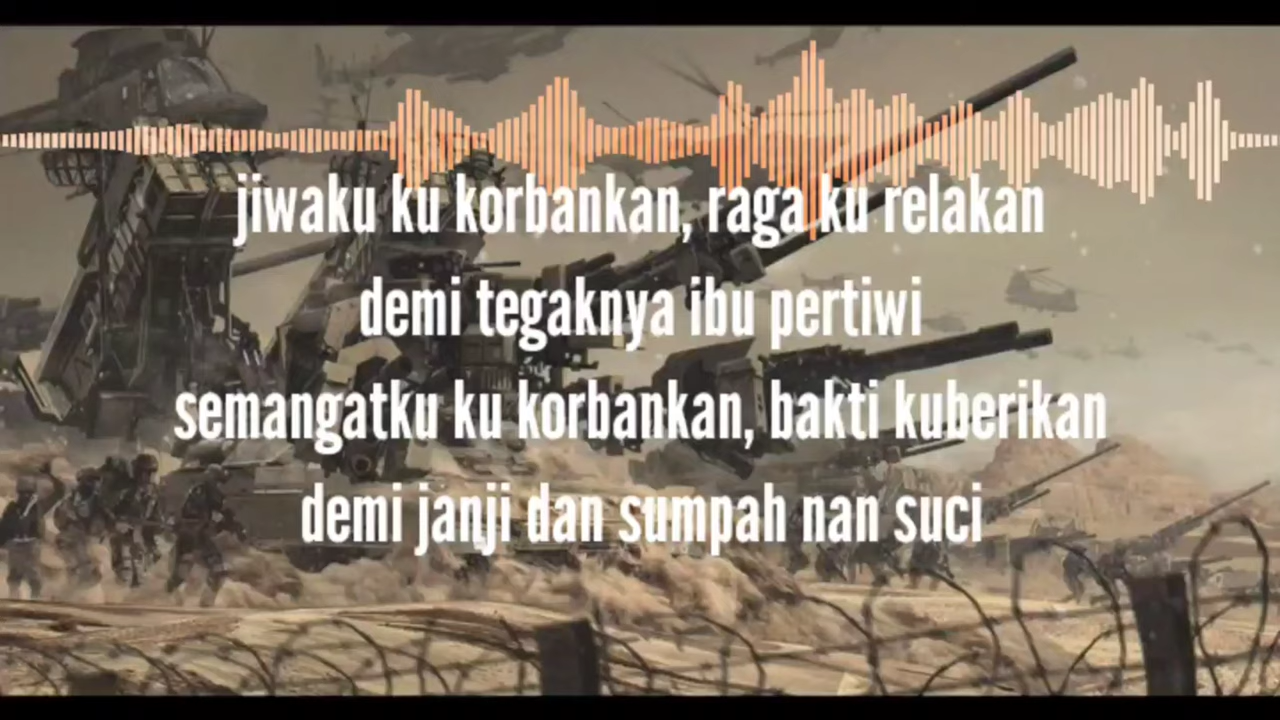 jiwaku ku korbankan, raga ku relakan
demi tegaknya ibu pertiwi
semangatku ku korbankan, bakti kuberikan
demi janji dan sumpah nan suci